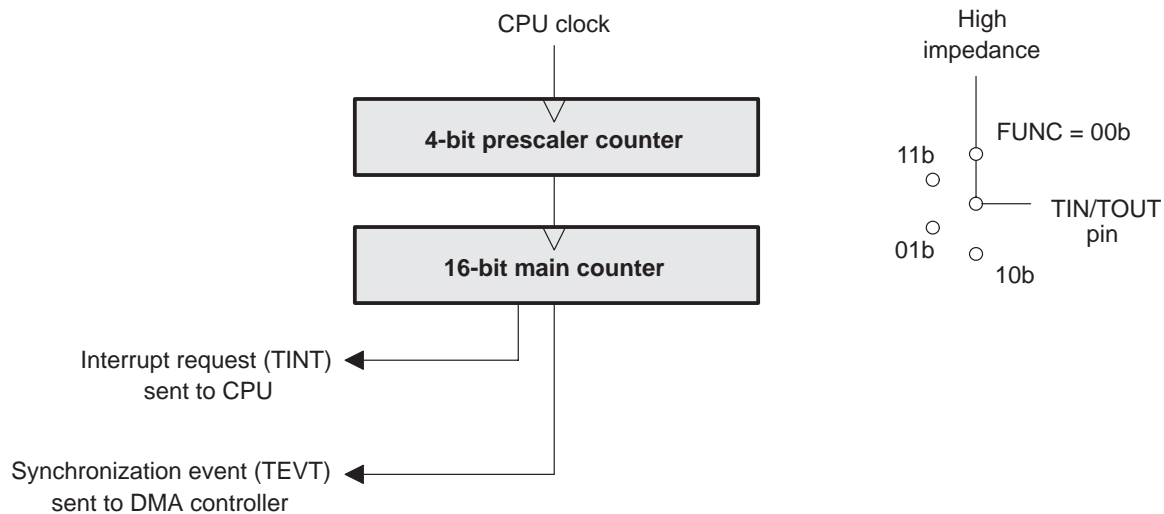 CPU clock
4-bit prescaler counter
16-bit main counter
Interrupt request (TINT)
sent to CPU
Synchronization event (TEVT)
sent to DMA controller
High
impedance
FUNC = 00b
11b
TIN/TOUT
pin
01b
10b